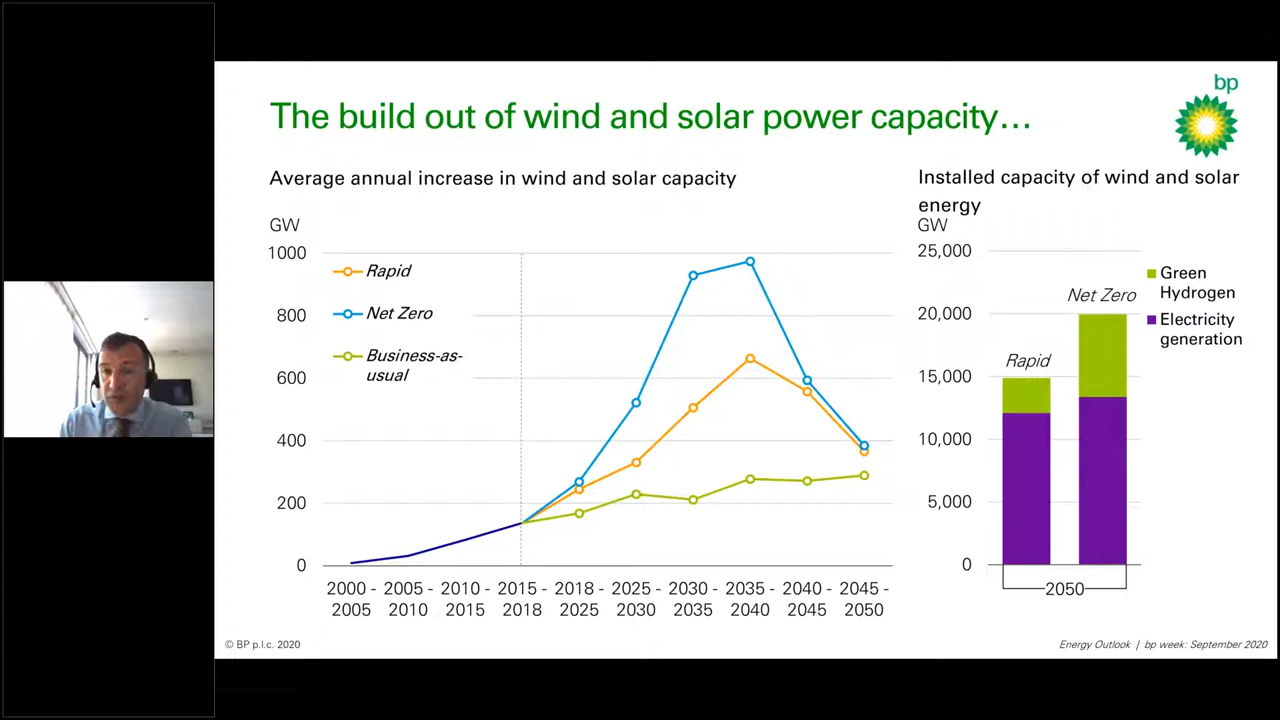 bp
The build out of wind and solar power capacity…
Average annual increase in wind and solar capacity
GW
1000
800
600
400
200
0
Rapid
Net Zero
Business-as-
usual
2000 - 2005 - 2010 - 2015 - 2018 - 2025 - 2030 - 2035 - 2040 - 2045 -
2005 2010 2015 2018 2025 2030 2035 2040 2045 2050
Installed capacity of wind and solar
energy
GW
25,000
20,000
15,000
10,000
5,000
0
Rapid
Net Zero
Green
Hydrogen
Electricity
generation
2050
© BP p.l.c. 2020
Energy Outlook | bp week: September 2020